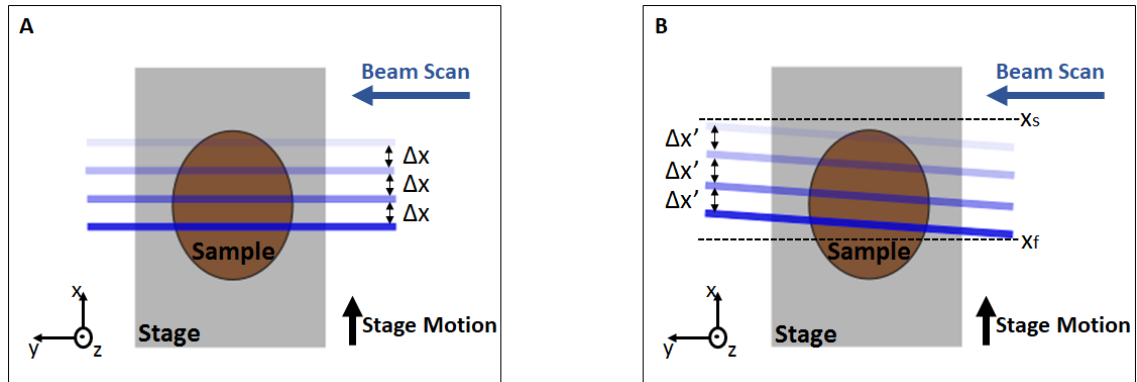 A
Beam Scan
Δx
Δx
Δx
Sample
x
Stage Motion
y
z
Stage
B
Beam Scan
xs
Δx’
Δx’
Δx’
xf
Sample
x
Stage Motion
y
z
Stage